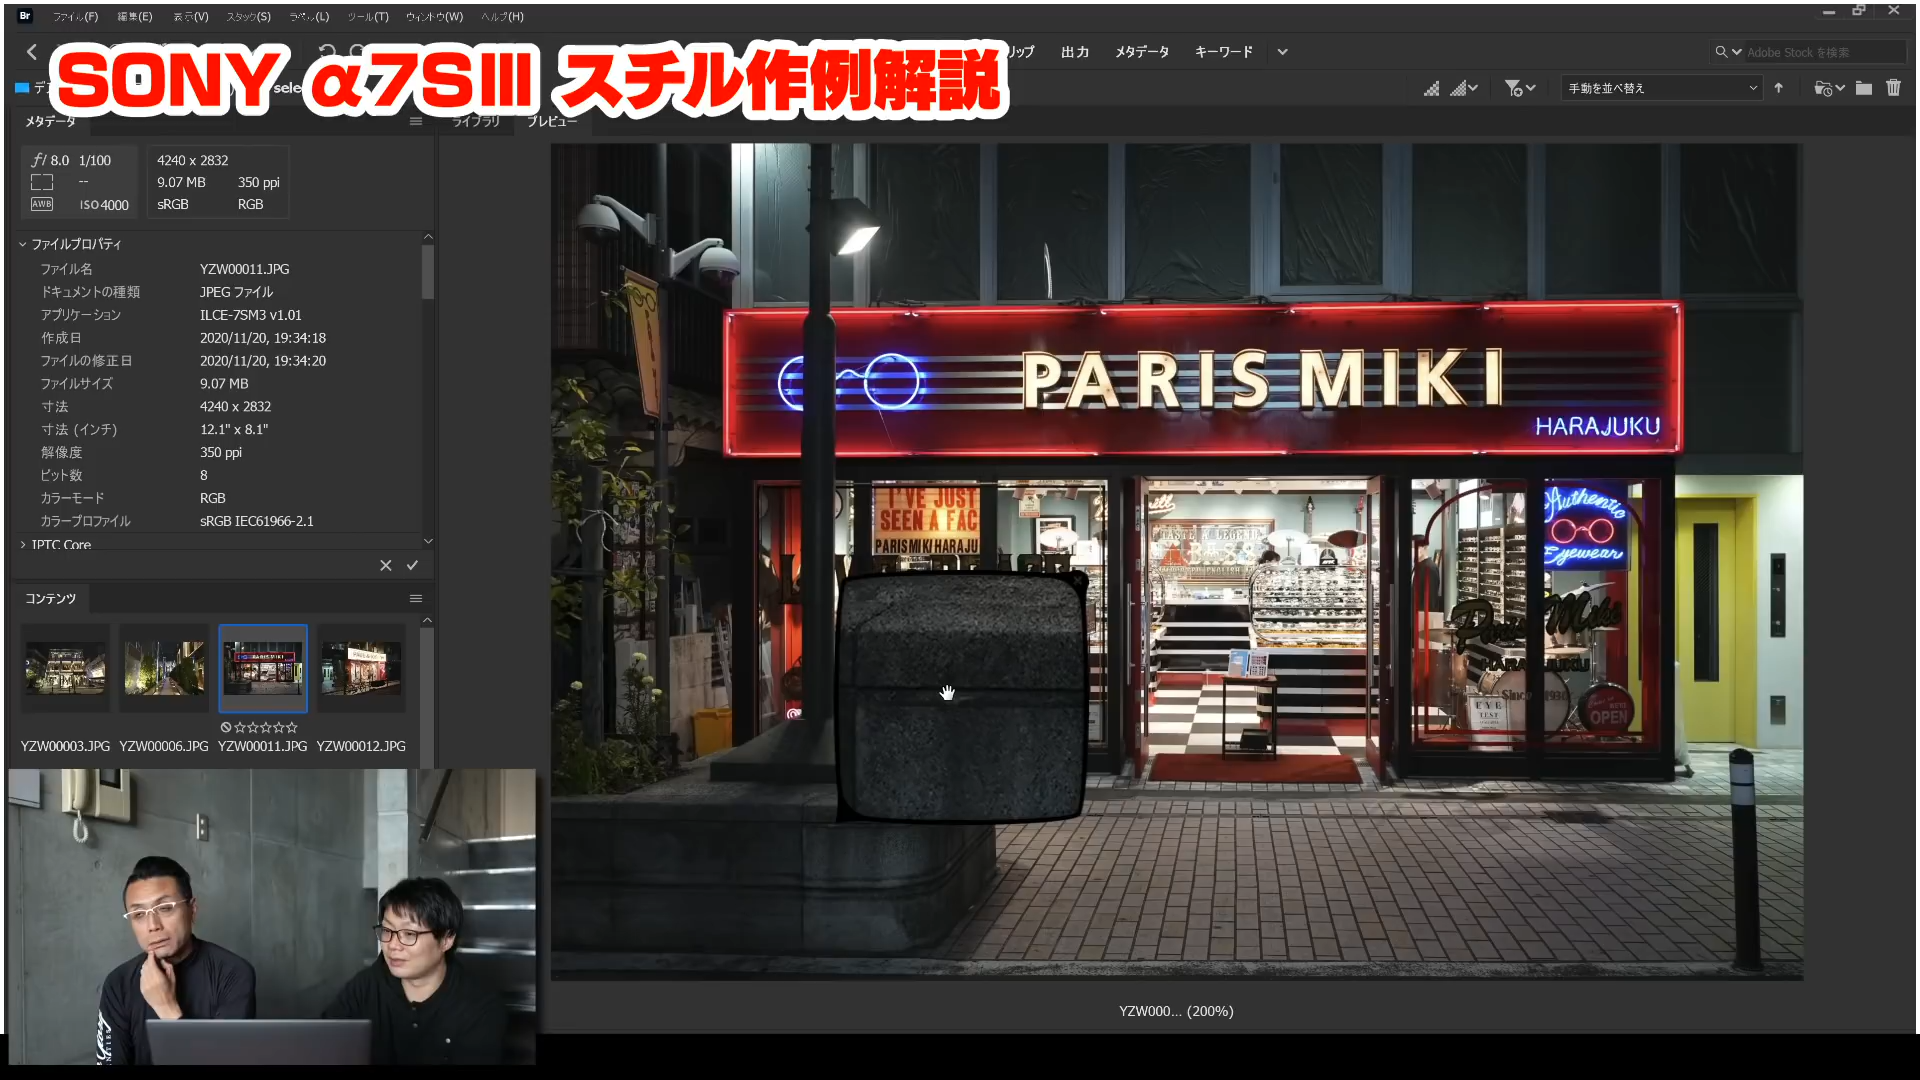 Br ファイル(F) 編集(E) 表示(V) スタック(S) ラベル(L) ツール(T) ウィンドウ(W) ヘルプ(H)
SONY α7SⅢ スチル作例解説
出力 メタデータ キーワード
Adobe Stock を検索
手動を並べ替え
メタデータ
ライブラリ プレビュー
f/ 8.0 1/100
--
AWB ISO4000
4240 x 2832
9.07 MB 350 ppi
sRGB RGB
ファイルプロパティ
ファイル名 YZW00011.JPG
ドキュメントの種類 JPEG ファイル
アプリケーション ILCE-7SM3 v1.01
作成日 2020/11/20, 19:34:18
ファイルの修正日 2020/11/20, 19:34:20
ファイルサイズ 9.07 MB
寸法 4240 x 2832
寸法 (インチ) 12.1" x 8.1"
解像度 350 ppi
ビット数 8
カラーモード RGB
カラープロファイル sRGB IEC61966-2.1
IPTC Core
コンテンツ
YZW00003.JPG YZW00006.JPG YZW00011.JPG YZW00012.JPG
PARIS MIKI
HARAJUKU
I'VE JUST
SEEN A FAC
PARIS MIKI HARAJU
Authentic
Eyewear
Paris Miki
HARAJUKU
Since 1930
EYE
TEST
OPEN
YZW000... (200%)